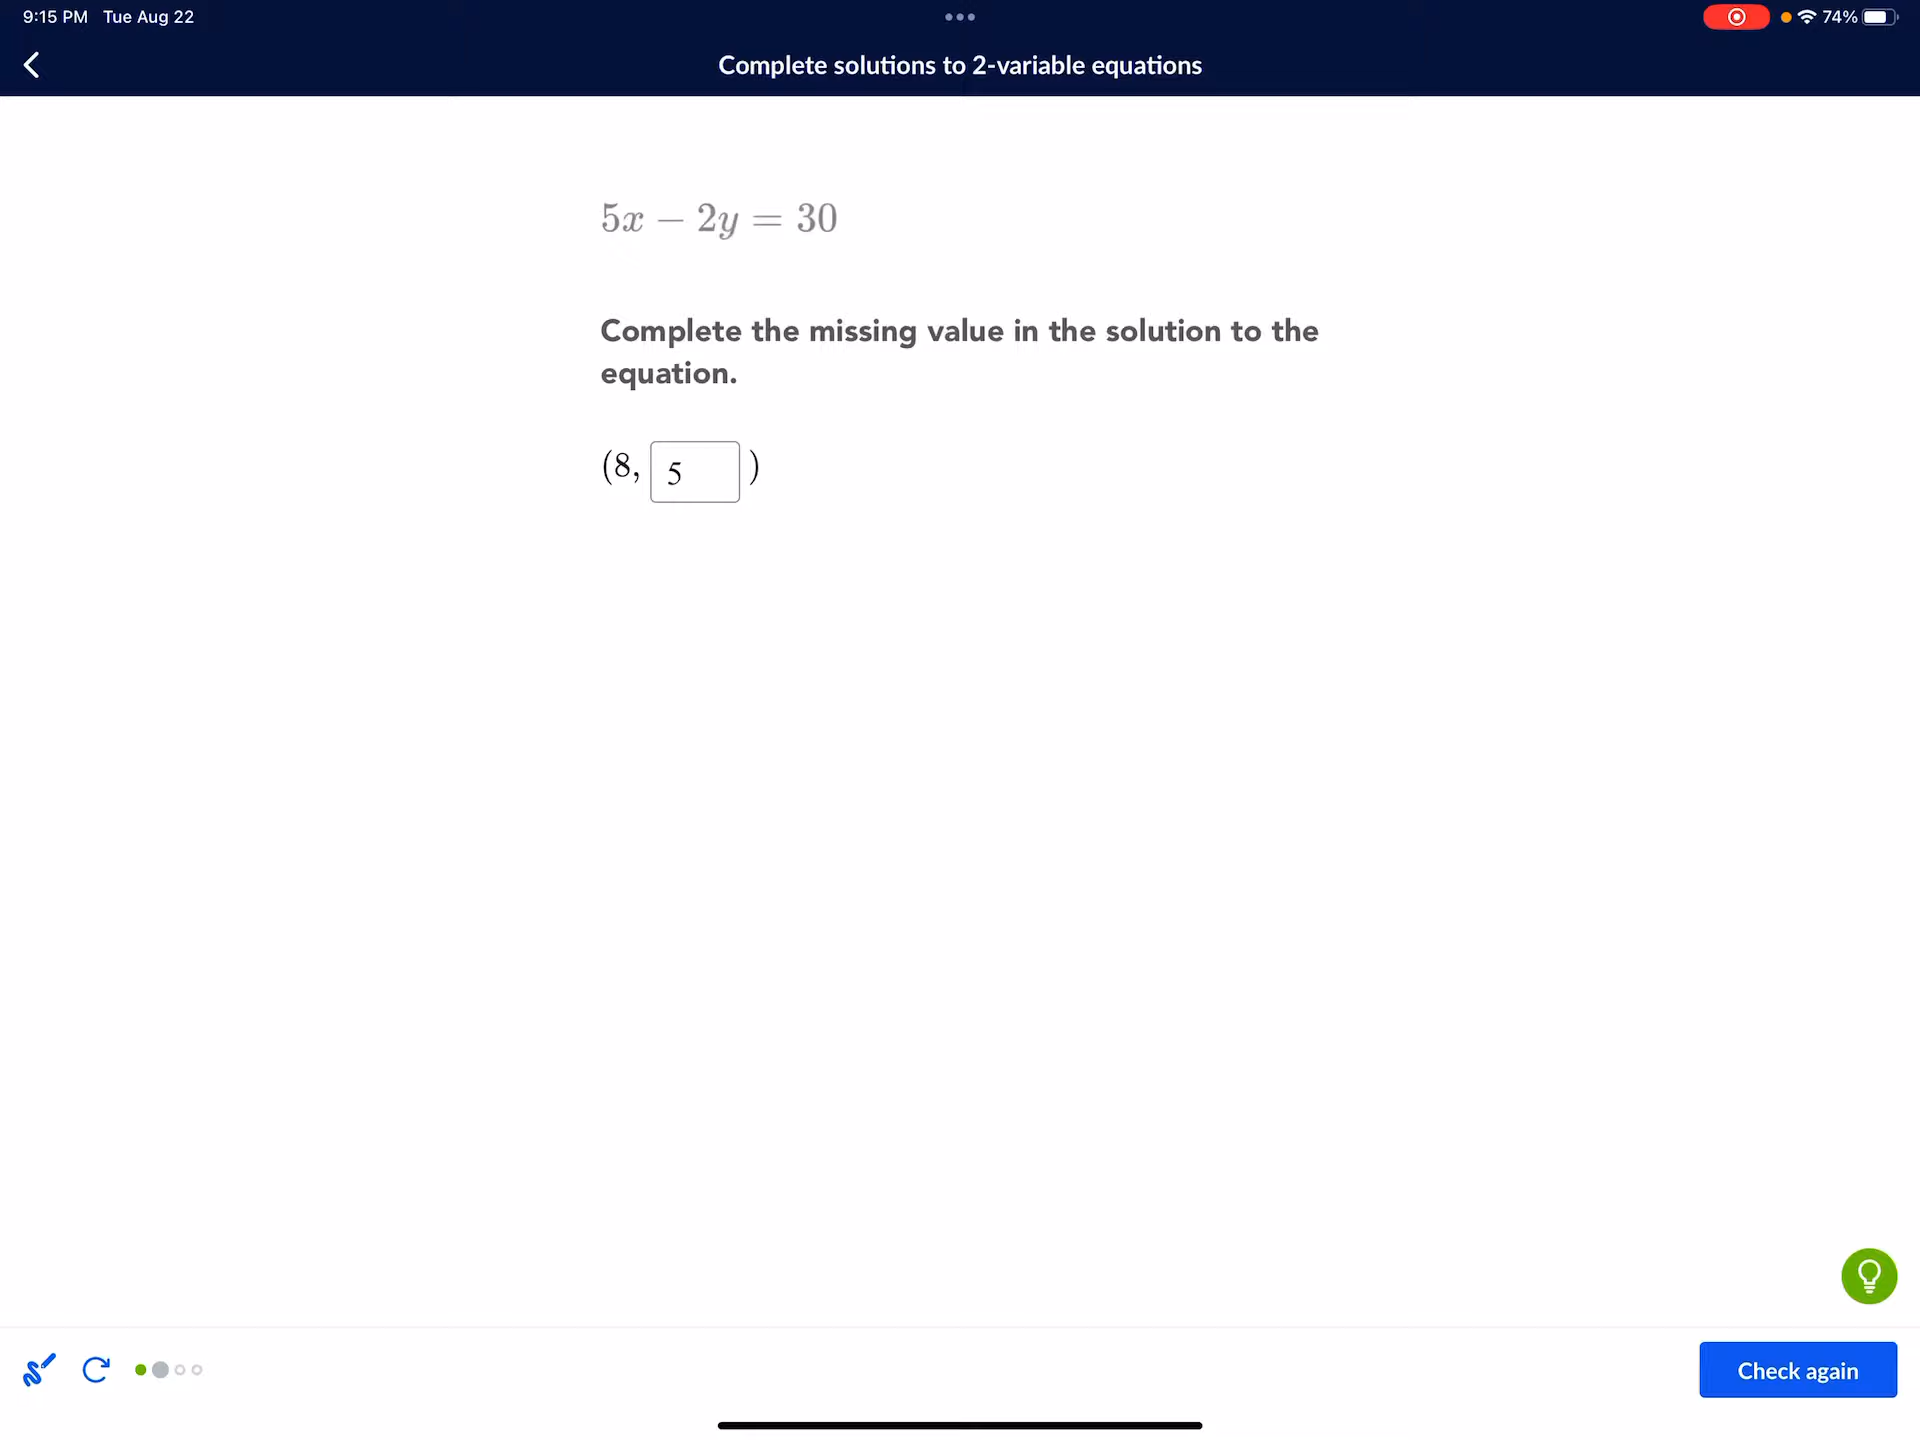 9:15 PM Tue Aug 22
74%
Complete solutions to 2-variable equations
5x − 2y = 30
Complete the missing value in the solution to the
equation.
(8, 5 )
Check again